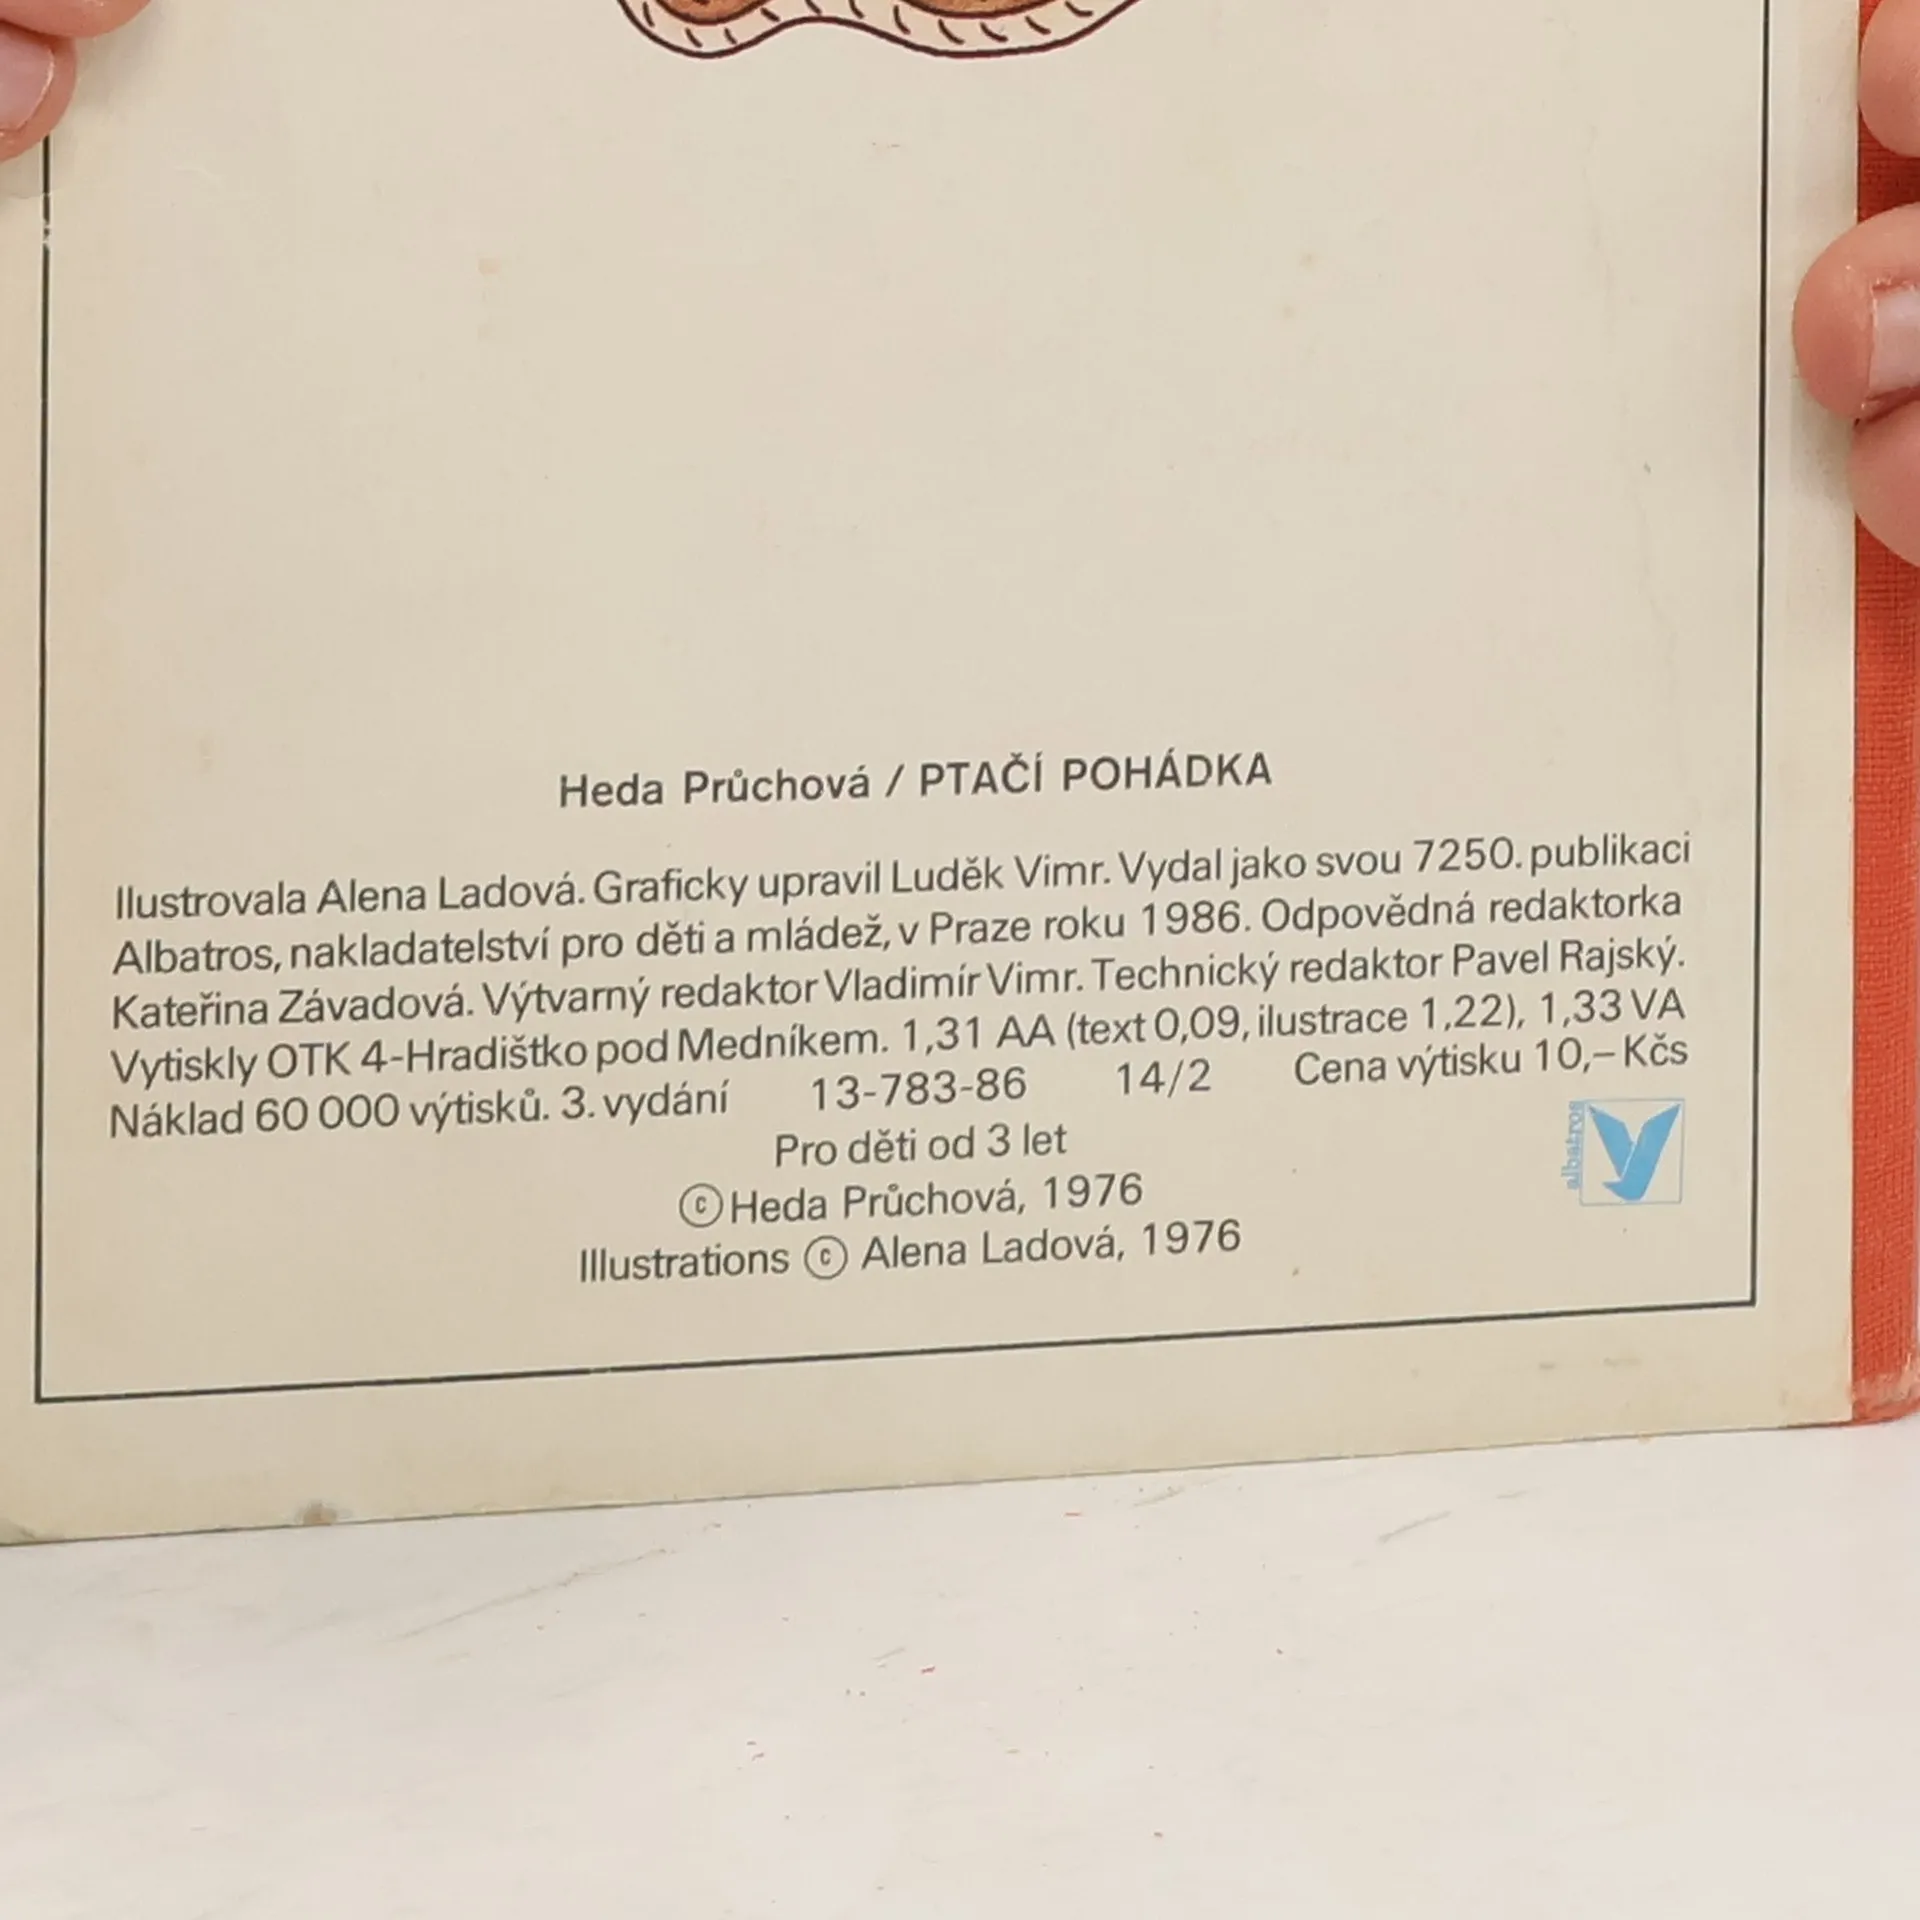 Heda Průchová / PTAČÍ POHÁDKA
Ilustrovala Alena Ladová. Graficky upravil Luděk Vimr. Vydal jako svou 7250. publikaci
Albatros, nakladatelství pro děti a mládež, v Praze roku 1986. Odpovědná redaktorka
Kateřina Závadová. Výtvarný redaktor Vladimír Vimr. Technický redaktor Pavel Rajský.
Vytiskly OTK 4-Hradištko pod Medníkem. 1,31 AA (text 0,09, ilustrace 1,22), 1,33 VA
Náklad 60 000 výtisků. 3. vydání 13-783-86 14/2 Cena výtisku 10,– Kčs
Pro děti od 3 let
© Heda Průchová, 1976
Illustrations © Alena Ladová, 1976
albatros